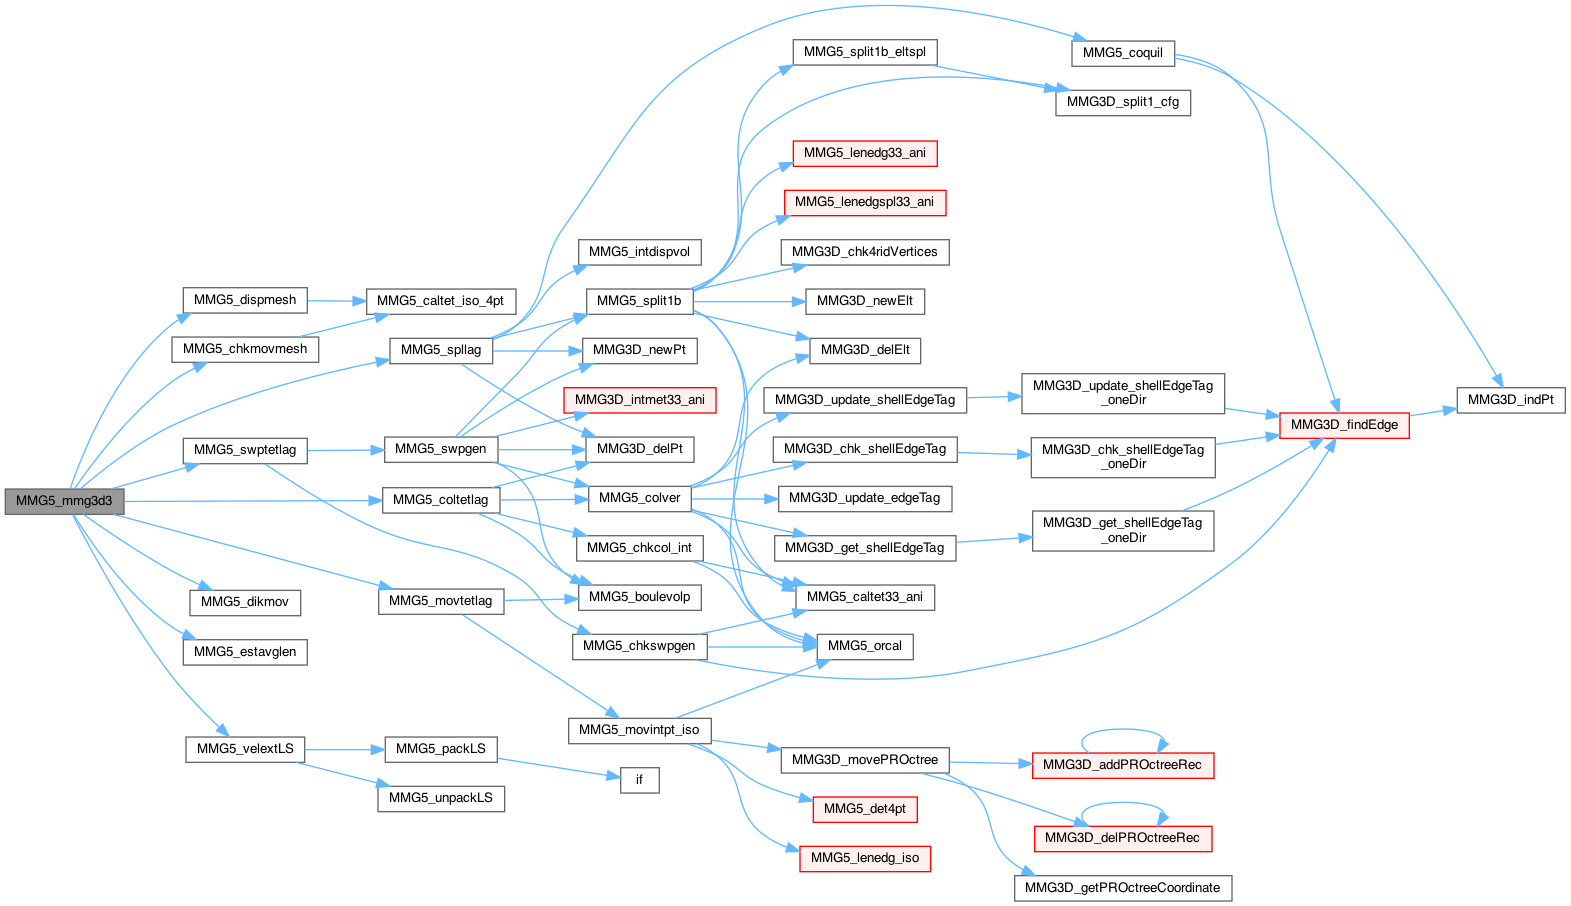 MMG5_mmg3d3
MMG5_dispmesh
MMG5_chkmovmesh
MMG5_swptetlag
MMG5_dikmov
MMG5_estavglen
MMG5_velextLS
MMG5_caltet_iso_4pt
MMG5_spllag
MMG5_swpgen
MMG5_coltetlag
MMG5_movtetlag
MMG5_packLS
MMG5_unpackLS
MMG5_intdispvol
MMG5_split1b
MMG3D_newPt
MMG3D_intmet33_ani
MMG3D_delPt
MMG5_colver
MMG5_chkcol_int
MMG5_boulevolp
MMG5_chkswpgen
MMG5_movintpt_iso
if
MMG5_split1b_eltspl
MMG5_lenedg33_ani
MMG5_lenedgspl33_ani
MMG3D_chk4ridVertices
MMG3D_newElt
MMG3D_delElt
MMG3D_update_shellEdgeTag
MMG3D_chk_shellEdgeTag
MMG3D_update_edgeTag
MMG3D_get_shellEdgeTag
MMG5_caltet33_ani
MMG5_orcal
MMG3D_movePROctree
MMG5_det4pt
MMG5_lenedg_iso
MMG5_coquil
MMG3D_split1_cfg
MMG3D_update_shellEdgeTag
_oneDir
MMG3D_chk_shellEdgeTag
_oneDir
MMG3D_get_shellEdgeTag
_oneDir
MMG3D_addPROctreeRec
MMG3D_delPROctreeRec
MMG3D_getPROctreeCoordinate
MMG3D_findEdge
MMG3D_indPt